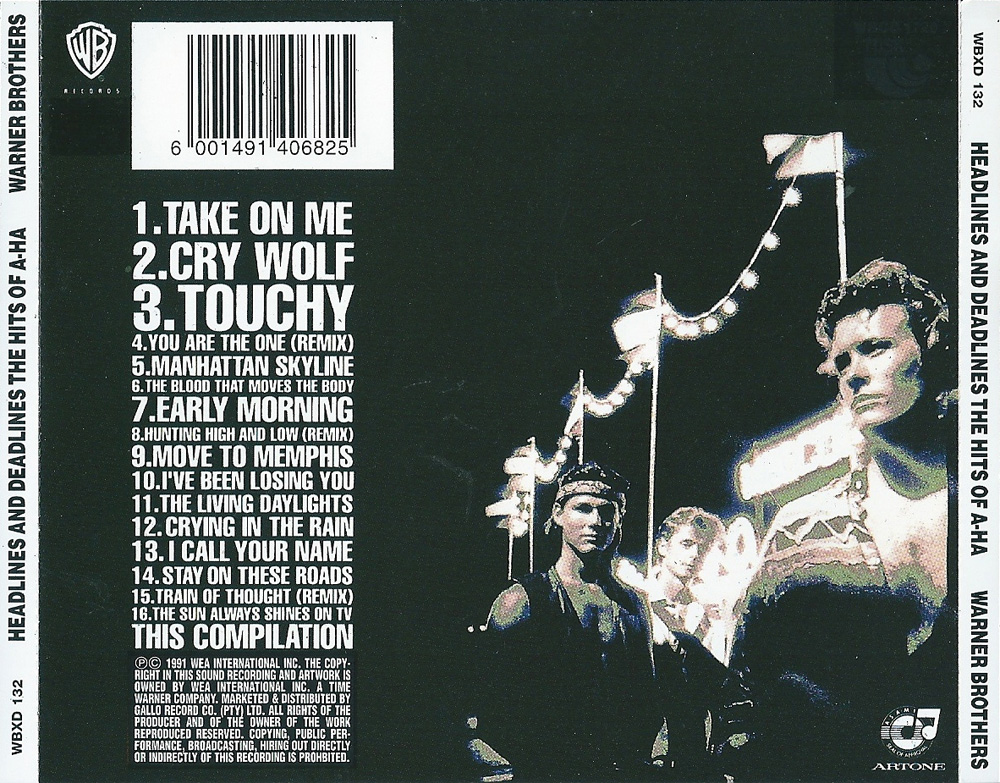 HEADLINES AND DEADLINES THE HITS OF A-HA WARNER BROTHERS
WBXD 132
WB
RECORDS
6 001491 406825
1.TAKE ON ME
2.CRY WOLF
3.TOUCHY
4.YOU ARE THE ONE (REMIX)
5.MANHATTAN SKYLINE
6.THE BLOOD THAT MOVES THE BODY
7.EARLY MORNING
8.HUNTING HIGH AND LOW (REMIX)
9.MOVE TO MEMPHIS
10.I'VE BEEN LOSING YOU
11.THE LIVING DAYLIGHTS
12.CRYING IN THE RAIN
13.I CALL YOUR NAME
14.STAY ON THESE ROADS
15.TRAIN OF THOUGHT (REMIX)
16.THE SUN ALWAYS SHINES ON TV
THIS COMPILATION
℗© 1991 WEA INTERNATIONAL INC. THE COPY-
RIGHT IN THIS SOUND RECORDING AND ARTWORK IS
OWNED BY WEA INTERNATIONAL INC. A TIME
WARNER COMPANY. MARKETED & DISTRIBUTED BY
GALLO RECORD CO. (PTY) LTD. ALL RIGHTS OF THE
PRODUCER AND OF THE OWNER OF THE WORK
REPRODUCED RESERVED. COPYING, PUBLIC PER-
FORMANCE, BROADCASTING, HIRING OUT DIRECTLY
OR INDIRECTLY OF THIS RECORDING IS PROHIBITED.
ARTONE
WBXD 132
HEADLINES AND DEADLINES THE HITS OF A-HA WARNER BROTHERS